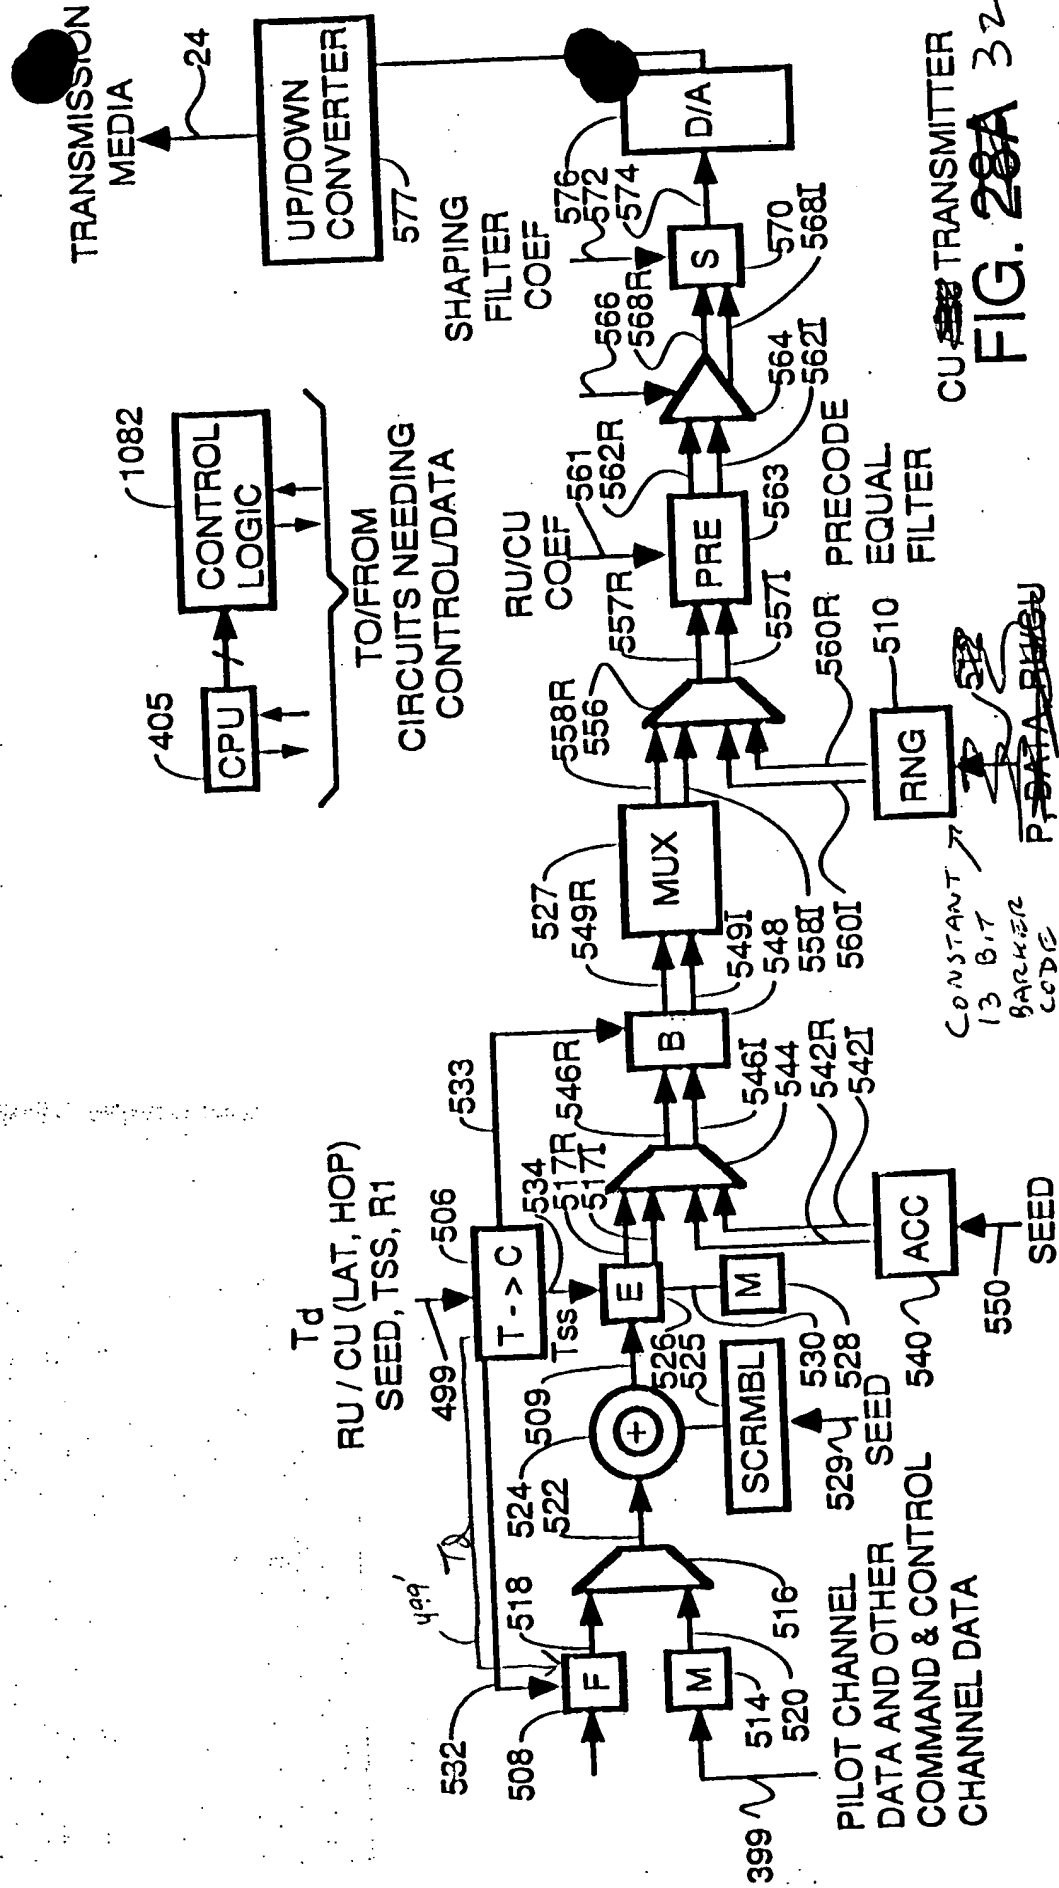 TRANSMISSION
MEDIA
24
UP/DOWN
CONVERTER
577
1082
CONTROL
LOGIC
405
CPU
TO/FROM
CIRCUITS NEEDING
CONTROL/DATA
SHAPING
FILTER
COEF
576
572
574
D/A
S
570
568I
566
568R
564
562I
RU/CU
COEF
561
562R
PRE
563
PRECODE
EQUAL
FILTER
557R
557I
558R
556
560R
510
RNG
CONSTANT
13 BIT
BARKER
CODE
512
P, DATA RU/CU
527
549R
MUX
549I
548
558I
560I
533
B
546R
546I
544
542R
542I
Td
RU / CU (LAT, HOP)
SEED, TSS, R1
499
506
T -> C
Tss
534
517R
517I
E
M
526
525
530
528
ACC
540
550
SEED
509
524
522
+
SCRMBL
529
SEED
499'
Td
518
532
508
F
M
516
514
520
399
PILOT CHANNEL
DATA AND OTHER
COMMAND & CONTROL
CHANNEL DATA
CU TRANSMITTER
FIG. 28A 32